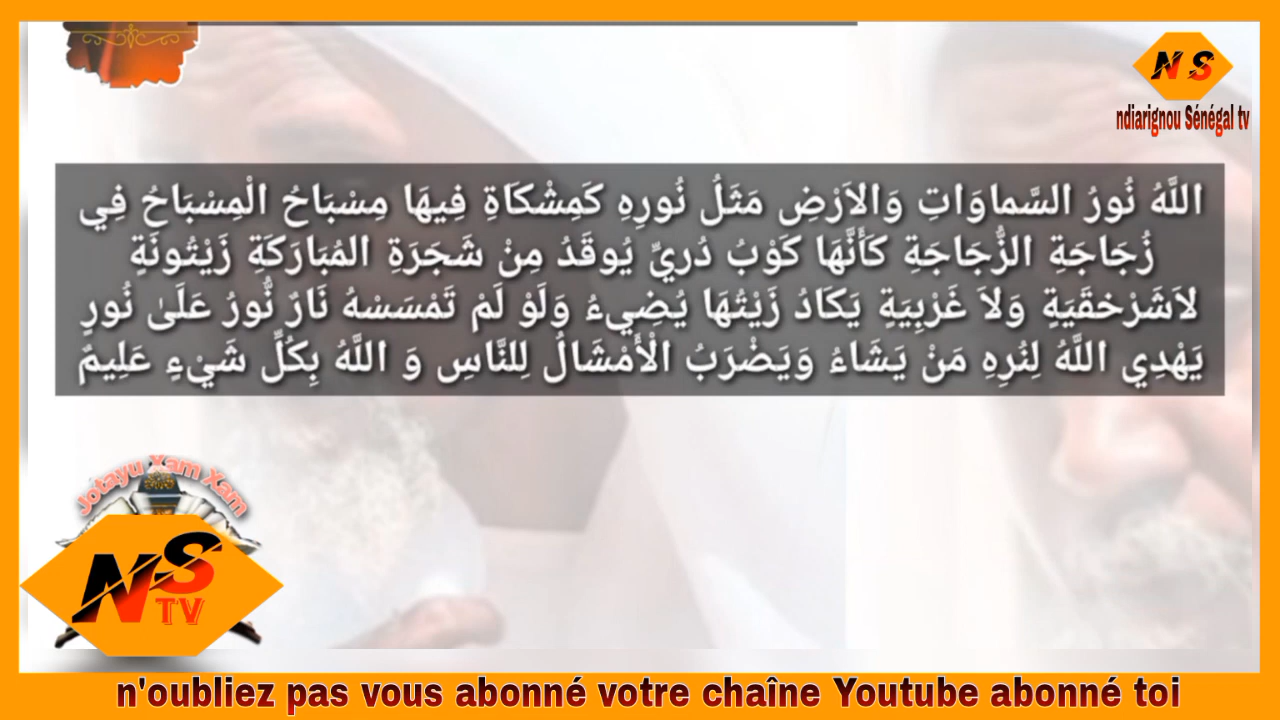 N S
ndiarignou Sénégal tv
اللَّهُ نُورُ السَّماوَاتِ وَالاَرْضِ مَثَلُ نُورِهِ كَمِشْكَاةِ فِيهَا مِسْبَاحُ الْمِسْبَاحُ فِي
زُجَاجَةِ الزُّجَاجَةِ كَأَنَّهَا كَوْبُ دُريِّ يُوقَدُ مِنْ شَجَرَةِ المُبَارَكَةِ زَيْتُونَةٍ
لاَشَرْخقَيَةٍ وَلاَ غَرْبِيَةٍ يَكَادُ زَيْتُهَا يُضِيءُ وَلَوْ لَمْ تَمْسَسْهُ نَارٌ نُّورُ عَلَىٰ نُورٍ
يَهْدِي اللَّهُ لِنُرِهِ مَنْ يَشَاءُ وَيَضْرَبُ الْأَمْشَالُ لِلنَّاسِ وَ اللَّهُ بِكُلِّ شَيْءٍ عَلِيمٌ
Jotayu Xam Xam
NS
TV
n'oubliez pas vous abonné votre chaîne Youtube abonné toi